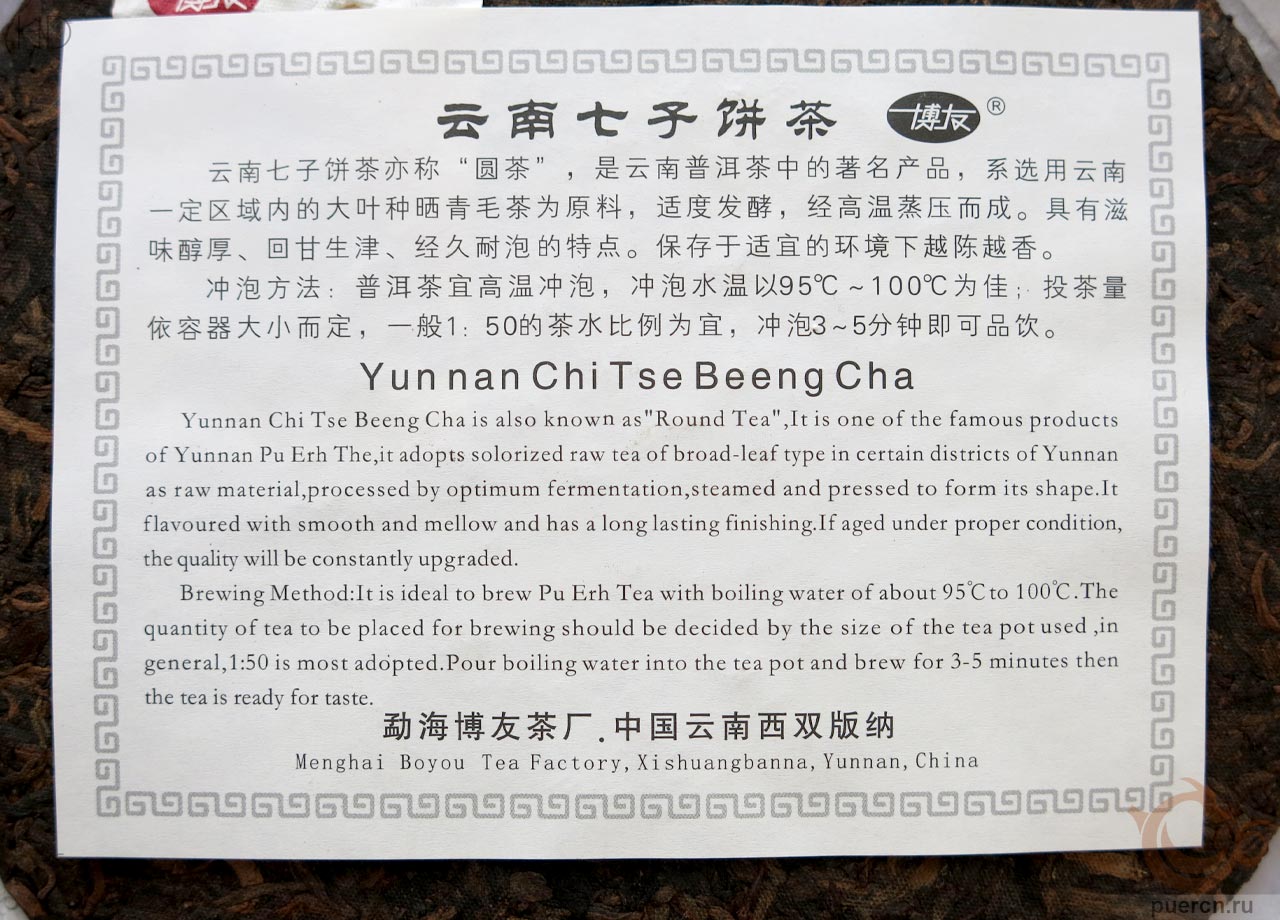 博友
云南七子饼茶 博友 ®
云南七子饼茶亦称“圆茶”，是云南普洱茶中的著名产品，系选用云南
一定区域内的大叶种晒青毛茶为原料，适度发酵，经高温蒸压而成。具有滋
味醇厚、回甘生津、经久耐泡的特点。保存于适宜的环境下越陈越香。
冲泡方法：普洱茶宜高温冲泡，冲泡水温以95℃～100℃为佳；投茶量
依容器大小而定，一般1：50的茶水比例为宜，冲泡3～5分钟即可品饮。
Yunnan Chi Tse Beeng Cha
Yunnan Chi Tse Beeng Cha is also known as"Round Tea",It is one of the famous products
of Yunnan Pu Erh The,it adopts solorized raw tea of broad-leaf type in certain districts of Yunnan
as raw material,processed by optimum fermentation,steamed and pressed to form its shape.It
flavoured with smooth and mellow and has a long lasting finishing.If aged under proper condition,
the quality will be constantly upgraded.
Brewing Method:It is ideal to brew Pu Erh Tea with boiling water of about 95℃ to 100℃.The
quantity of tea to be placed for brewing should be decided by the size of the tea pot used ,in
general,1:50 is most adopted.Pour boiling water into the tea pot and brew for 3-5 minutes then
the tea is ready for taste.
勐海博友茶厂.中国云南西双版纳
Menghai Boyou Tea Factory,Xishuangbanna,Yunnan,China
puercn.ru